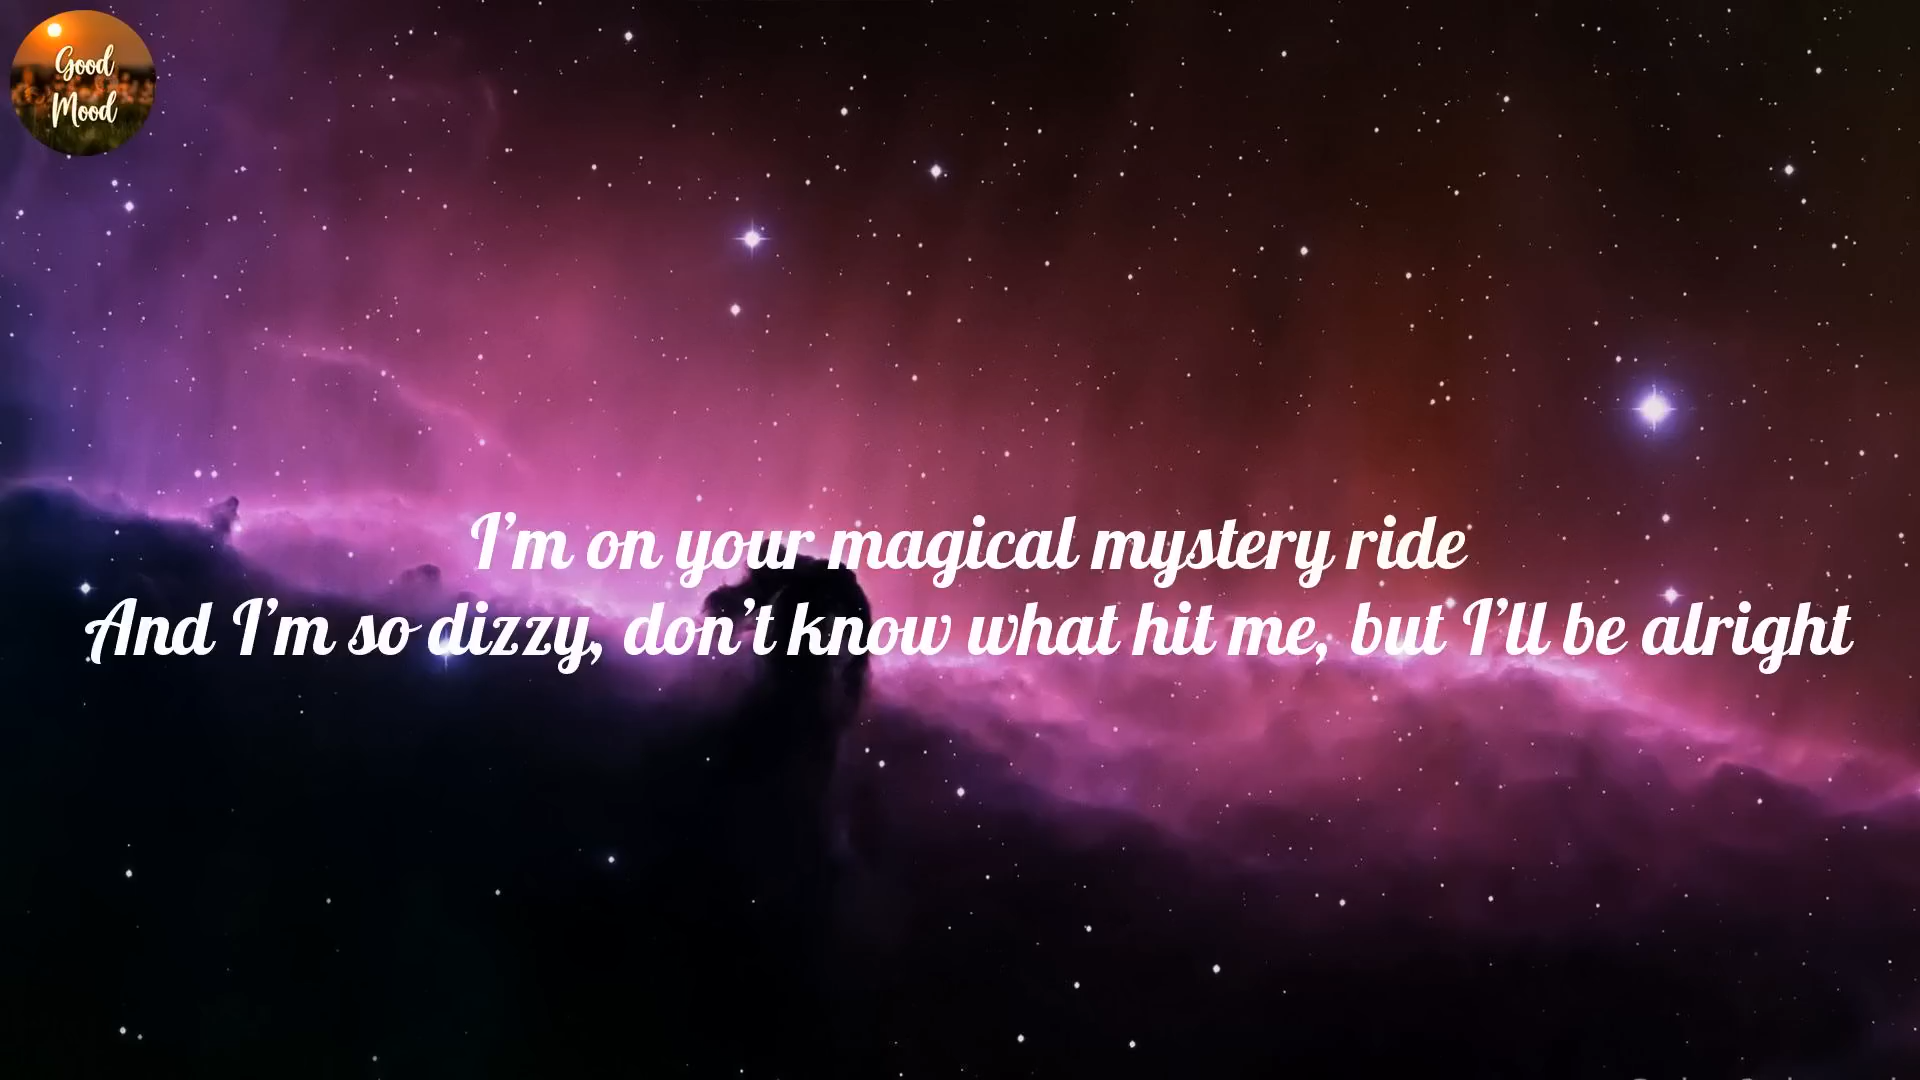 Good
Mood
I’m on your magical mystery ride
And I’m so dizzy, don’t know what hit me, but I’ll be alright